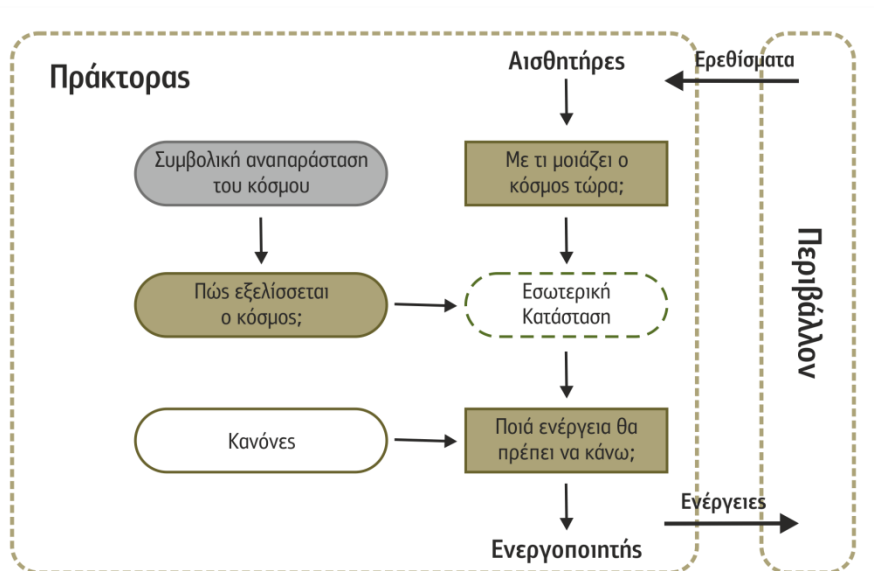 Πράκτορας
Αισθητήρες
Ερεθίσματα
Συμβολική αναπαράσταση
του κόσμου
Με τι μοιάζει ο
κόσμος τώρα;
Πώς εξελίσσεται
ο κόσμος;
Εσωτερική
Κατάσταση
Περιβάλλον
Κανόνες
Ποιά ενέργεια θα
πρέπει να κάνω;
Ενέργειες
Ενεργοποιητής